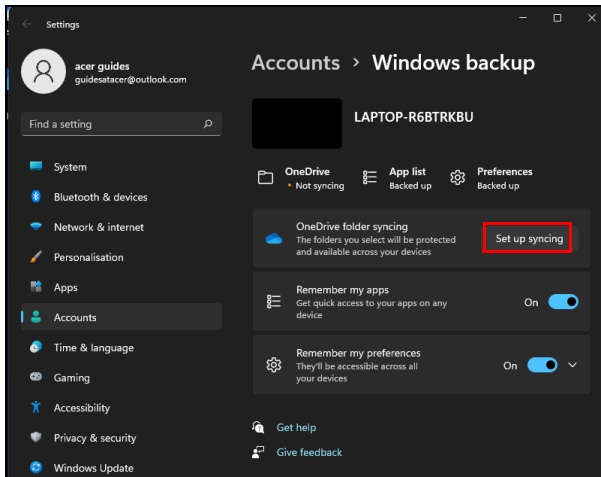 Settings
acer guides
guidesatacer@outlook.com
Find a setting
System
Bluetooth & devices
Network & internet
Personalisation
Apps
Accounts
Time & language
Gaming
Accessibility
Privacy & security
Windows Update
Accounts > Windows backup
LAPTOP-R6BTRKBU
OneDrive
• Not syncing
App list
Backed up
Preferences
Backed up
OneDrive folder syncing
The folders you select will be protected
and available across your devices
Set up syncing
Remember my apps
Get quick access to your apps on any
device
On
Remember my preferences
They'll be accessible across all
your devices
On
Get help
Give feedback